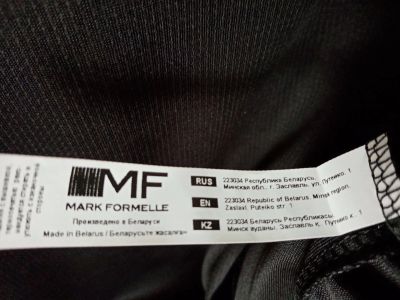 MF
MARK FORMELLE
Произведено в Беларуси
Made in Belarus / Беларусьте жасалған
RUS
223034 Республика Беларусь,
Минская обл., г. Заславль, ул. Путейко, 1
EN
223034 Republic of Belarus, Minsk region,
Zaslavl, Puteiko str. 1
KZ
223034 Беларусь Республикасы,
Минск ауданы, Заславль к., Путейко к., 1